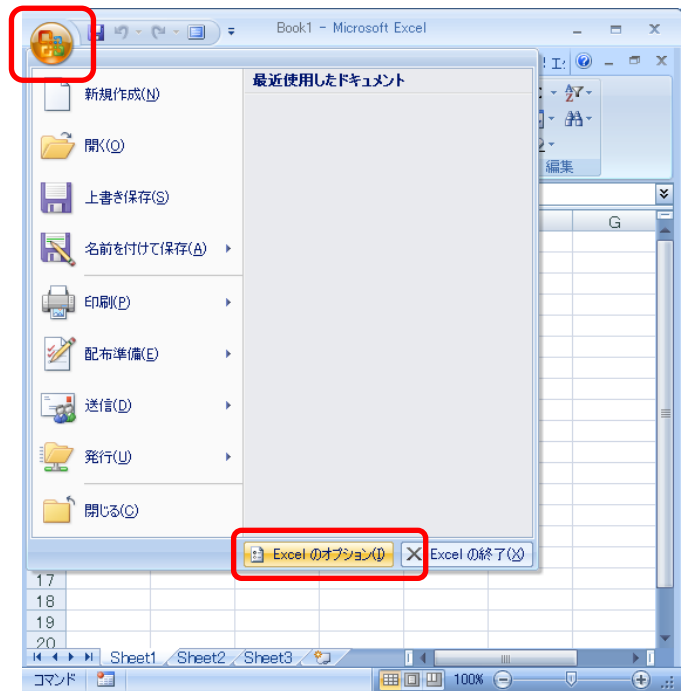 Book1 - Microsoft Excel
新規作成(N)
最近使用したドキュメント
開く(O)
上書き保存(S)
編集
名前を付けて保存(A)
G
印刷(P)
配布準備(E)
送信(D)
発行(U)
閉じる(C)
Excel のオプション(I)
Excel の終了(X)
17
18
19
20
Sheet1 Sheet2 Sheet3
コマンド 100%